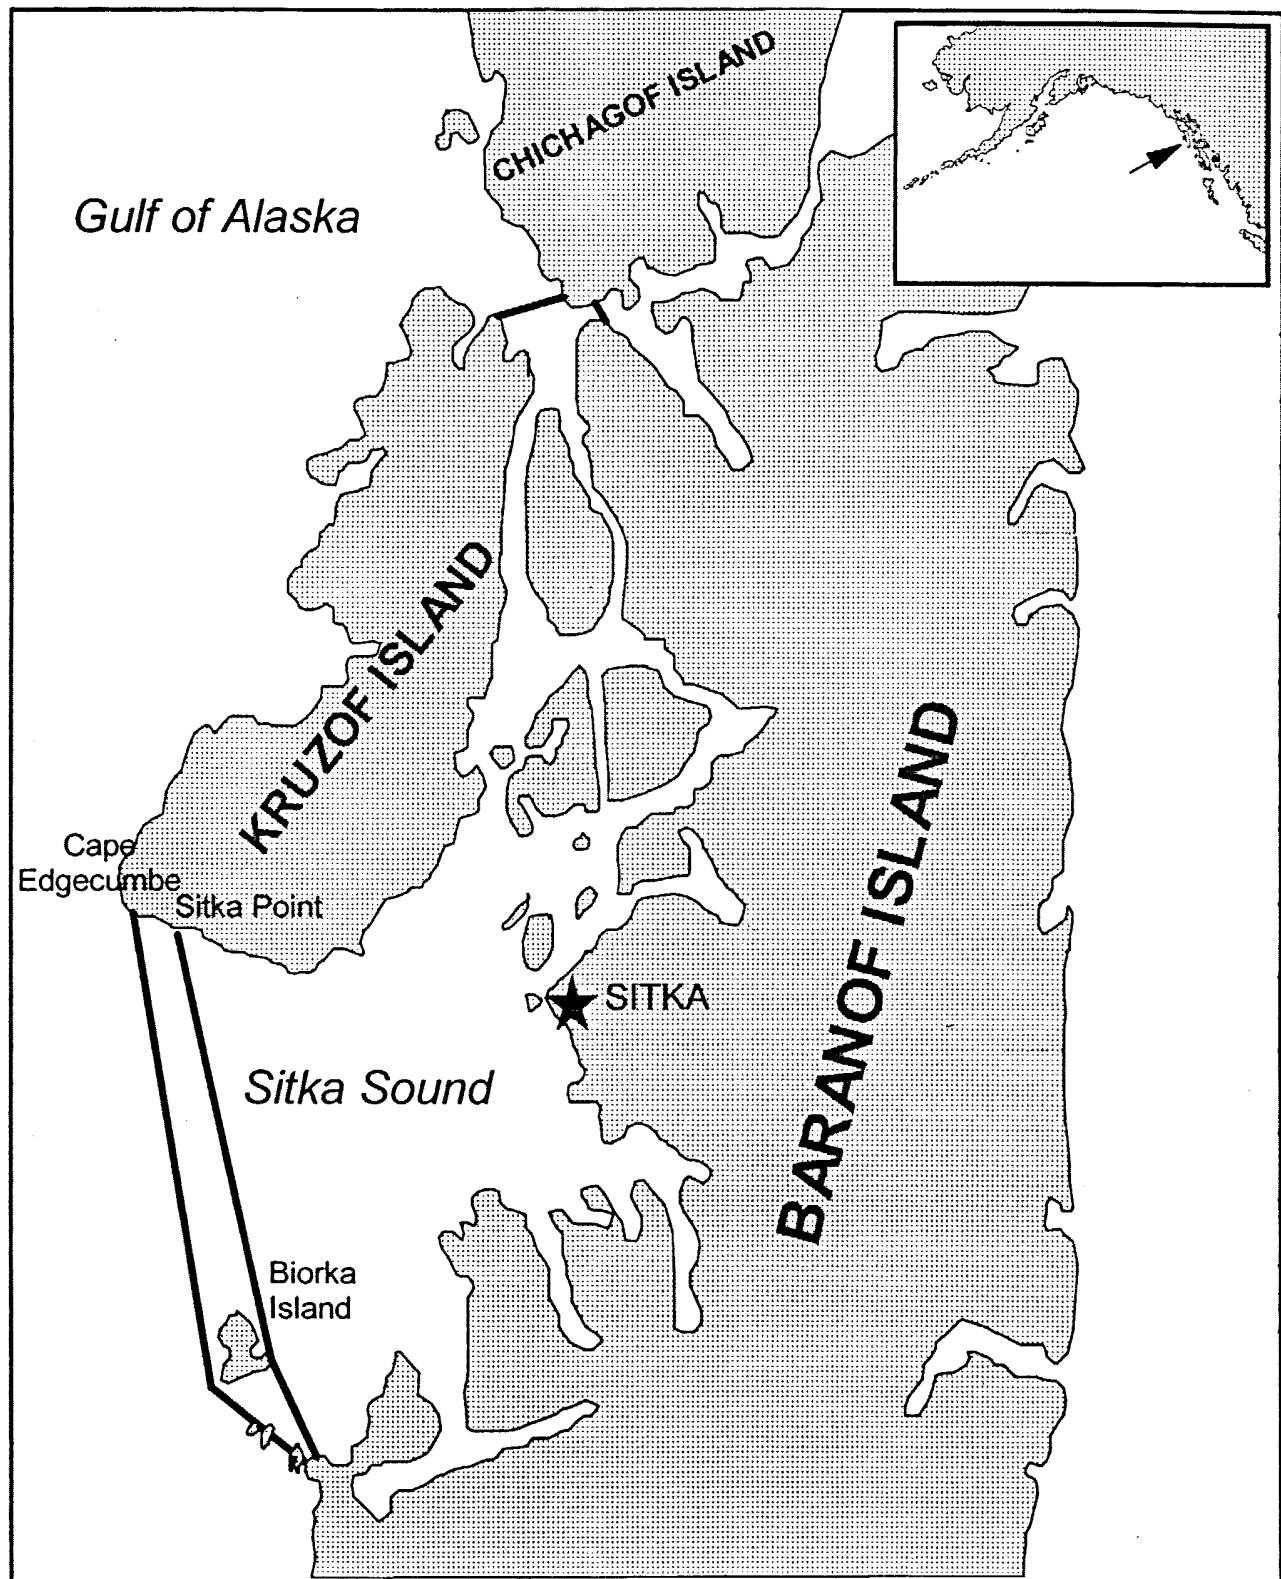 CHICHAGOF ISLAND
Gulf of Alaska
KRUZOF ISLAND
BARANOF ISLAND
Cape
Edgecumbe
Sitka Point
SITKA
Sitka Sound
Biorka
Island